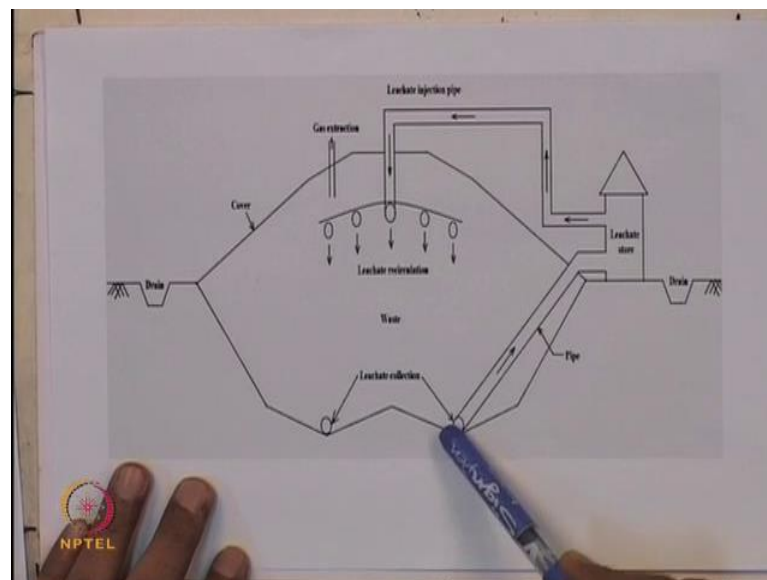 Leachate injection pipe
Gas extraction
Cover
Leachate
store
Drain
Leachate recirculation
Drain
Waste
Pipe
Leachate collection
NPTEL